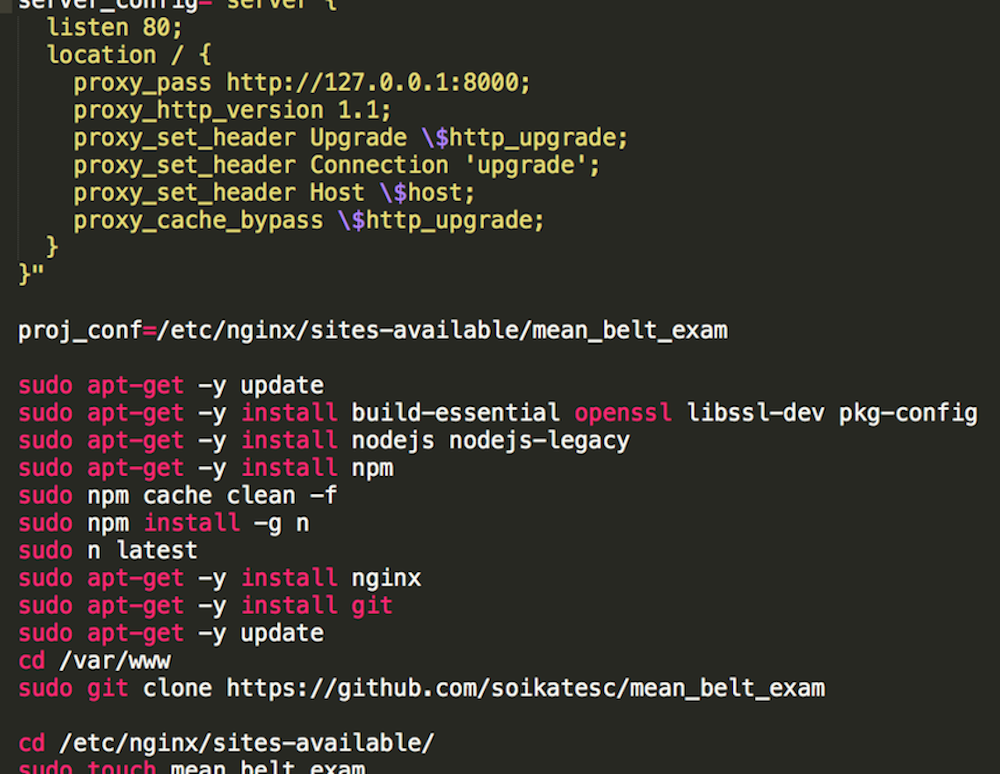 server_config="server {
listen 80;
location / {
proxy_pass http://127.0.0.1:8000;
proxy_http_version 1.1;
proxy_set_header Upgrade \$http_upgrade;
proxy_set_header Connection 'upgrade';
proxy_set_header Host \$host;
proxy_cache_bypass \$http_upgrade;
}
}"
proj_conf=/etc/nginx/sites-available/mean_belt_exam
sudo apt-get -y update
sudo apt-get -y install build-essential openssl libssl-dev pkg-config
sudo apt-get -y install nodejs nodejs-legacy
sudo apt-get -y install npm
sudo npm cache clean -f
sudo npm install -g n
sudo n latest
sudo apt-get -y install nginx
sudo apt-get -y install git
sudo apt-get -y update
cd /var/www
sudo git clone https://github.com/soikatesc/mean_belt_exam
cd /etc/nginx/sites-available/
sudo touch mean_belt_exam